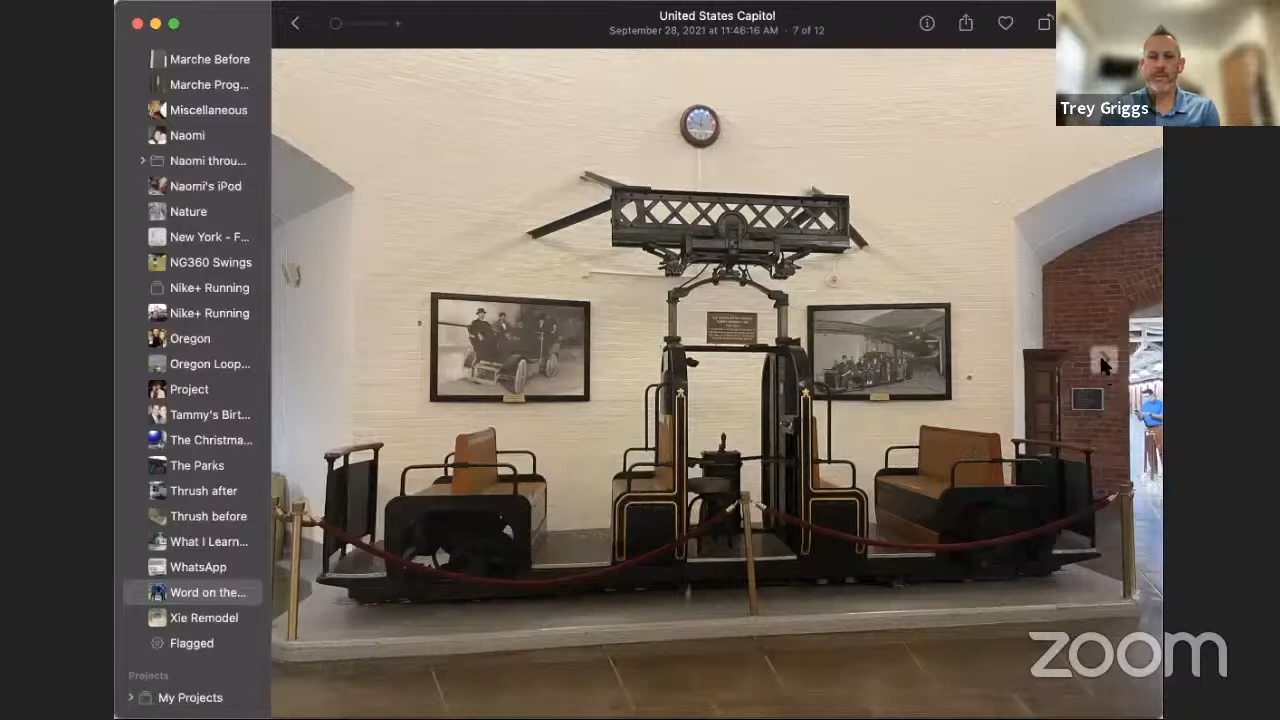 United States Capitol
September 28, 2021 at 11:46:16 AM · 7 of 12
Trey Griggs
Marche Before
Marche Prog...
Miscellaneous
Naomi
Naomi throu...
Naomi's iPod
Nature
New York - F...
NG360 Swings
Nike+ Running
Nike+ Running
Oregon
Oregon Loop...
Project
Tammy's Birt...
The Christma...
The Parks
Thrush after
Thrush before
What I Learn...
WhatsApp
Word on the...
Xie Remodel
Flagged
Projects
My Projects
zoom